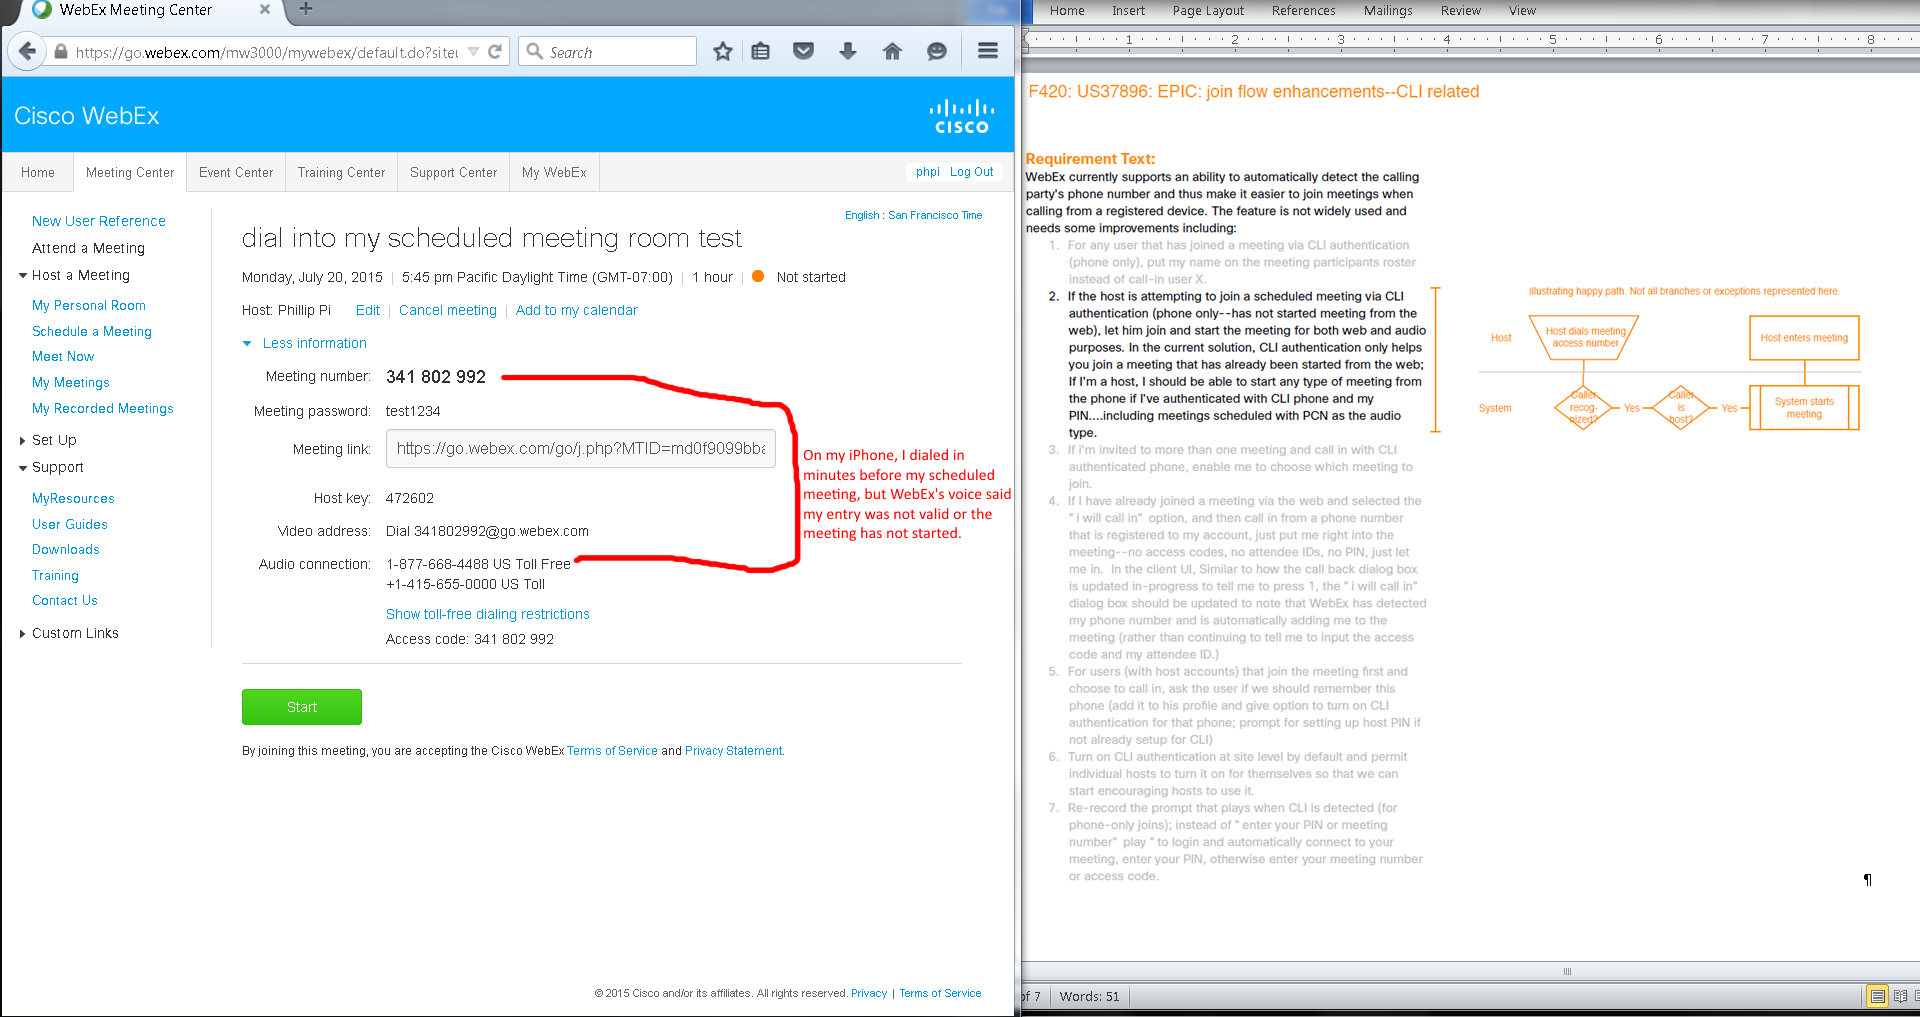 WebEx Meeting Center
https://go.webex.com/mw3000/mywebex/default.do?siteu
Search
Cisco WebEx
CISCO
Home Meeting Center Event Center Training Center Support Center My WebEx phpi Log Out
New User Reference
Attend a Meeting
Host a Meeting
My Personal Room
Schedule a Meeting
Meet Now
My Meetings
My Recorded Meetings
Set Up
Support
MyResources
User Guides
Downloads
Training
Contact Us
Custom Links
English : San Francisco Time
dial into my scheduled meeting room test
Monday, July 20, 2015 | 5:45 pm Pacific Daylight Time (GMT-07:00) | 1 hour | Not started
Host: Phillip Pi Edit | Cancel meeting | Add to my calendar
Less information
Meeting number: 341 802 992
Meeting password: test1234
Meeting link: https://go.webex.com/go/j.php?MTID=md0f9099bba
Host key: 472602
Video address: Dial 341802992@go.webex.com
Audio connection: 1-877-668-4488 US Toll Free
+1-415-655-0000 US Toll
Show toll-free dialing restrictions
Access code: 341 802 992
On my iPhone, I dialed in
minutes before my scheduled
meeting, but WebEx's voice said
my entry was not valid or the
meeting has not started.
Start
By joining this meeting, you are accepting the Cisco WebEx Terms of Service and Privacy Statement.
© 2015 Cisco and/or its affiliates. All rights reserved. Privacy | Terms of Service
Home Insert Page Layout References Mailings Review View
1 2 3 4 5 6 7 8
F420: US37896: EPIC: join flow enhancements--CLI related
Requirement Text:
WebEx currently supports an ability to automatically detect the calling
party's phone number and thus make it easier to join meetings when
calling from a registered device. The feature is not widely used and
needs some improvements including:
1. For any user that has joined a meeting via CLI authentication
(phone only), put my name on the meeting participants roster
instead of call-in user X.
2. If the host is attempting to join a scheduled meeting via CLI
authentication (phone only--has not started meeting from the
web), let him join and start the meeting for both web and audio
purposes. In the current solution, CLI authentication only helps
you join a meeting that has already been started from the web;
If I'm a host, I should be able to start any type of meeting from
the phone if I've authenticated with CLI phone and my
PIN....including meetings scheduled with PCN as the audio
type.
3. If i'm invited to more than one meeting and call in with CLI
authenticated phone, enable me to choose which meeting to
join.
4. If I have already joined a meeting via the web and selected the
" i will call in" option, and then call in from a phone number
that is registered to my account, just put me right into the
meeting--no access codes, no attendee IDs, no PIN, just let
me in. In the client UI, Similar to how the call back dialog box
is updated in-progress to tell me to press 1, the " i will call in"
dialog box should be updated to note that WebEx has detected
my phone number and is automatically adding me to the
meeting (rather than continuing to tell me to input the access
code and my attendee ID.)
5. For users (with host accounts) that join the meeting first and
choose to call in, ask the user if we should remember this
phone (add it to his profile and give option to turn on CLI
authentication for that phone; prompt for setting up host PIN if
not already setup for CLI)
6. Turn on CLI authentication at site level by default and permit
individual hosts to turn it on for themselves so that we can
start encouraging hosts to use it.
7. Re-record the prompt that plays when CLI is detected (for
phone-only joins); instead of " enter your PIN or meeting
number" play " to login and automatically connect to your
meeting, enter your PIN, otherwise enter your meeting number
or access code.
¶
Illustrating happy path. Not all branches or exceptions represented here.
Host
Host dials meeting
access number
Host enters meeting
System
Caller
recog-
nized?
Yes
Caller
is
host?
Yes
System starts
meeting
of 7 Words: 51